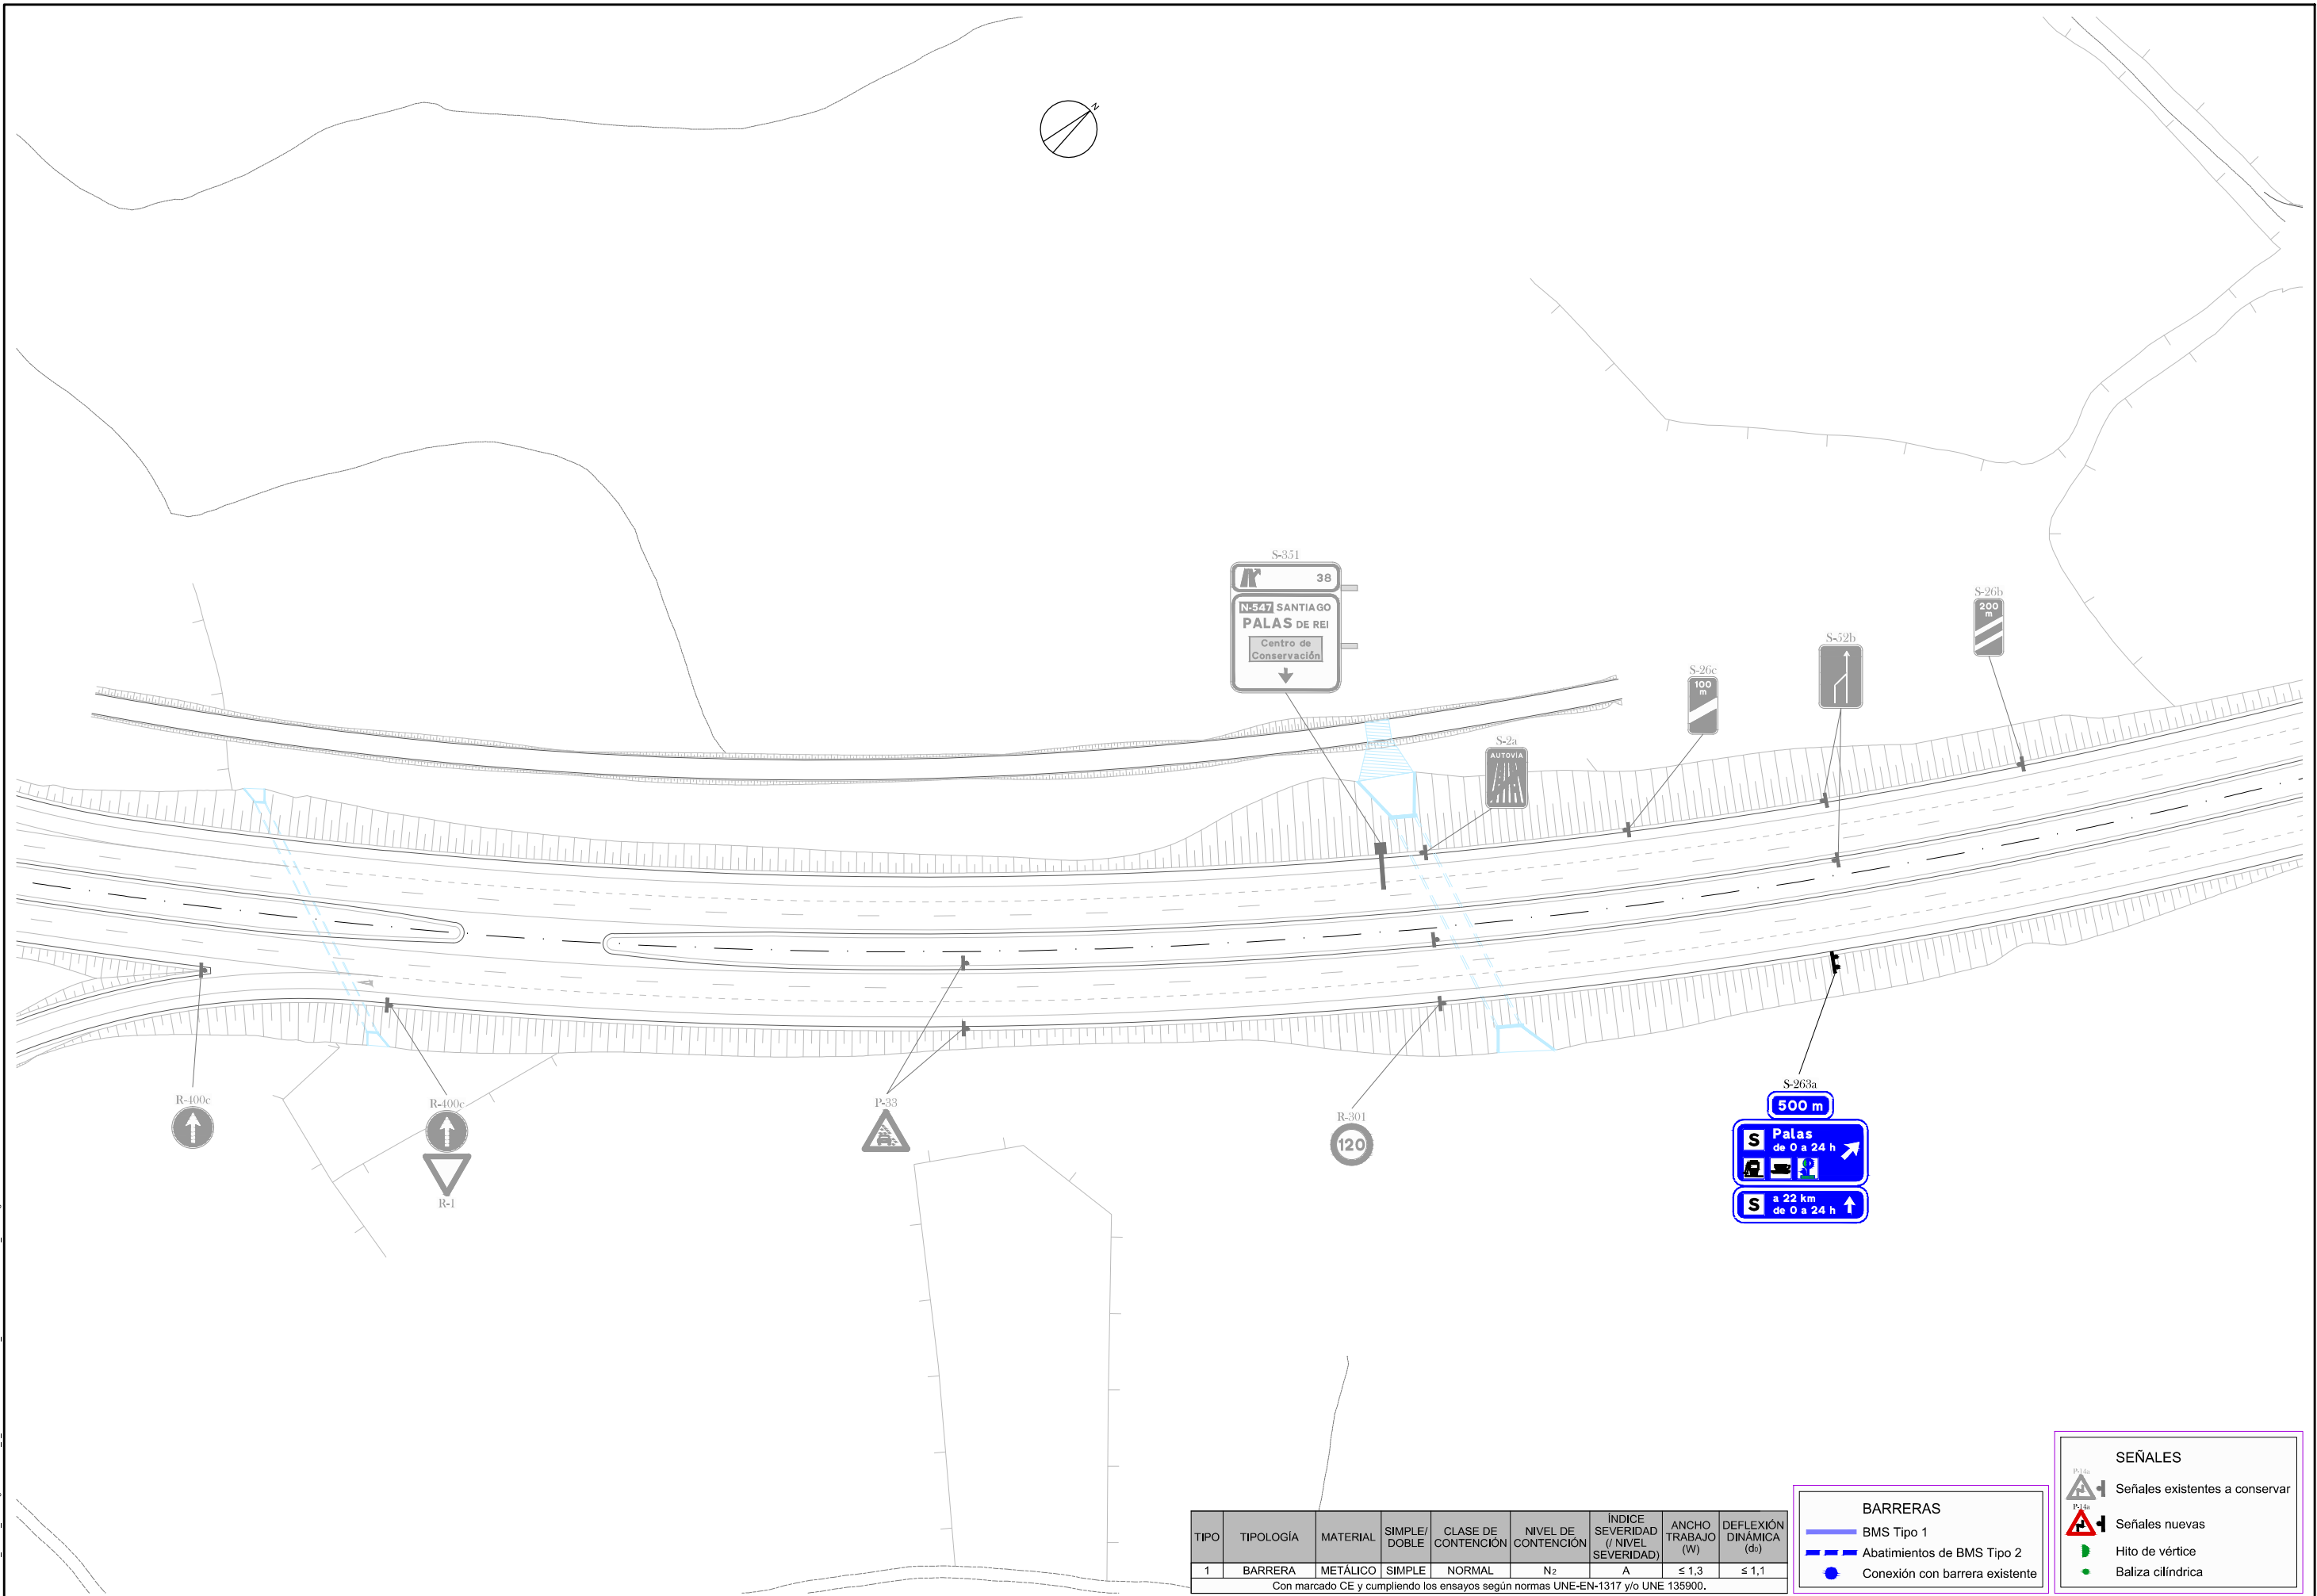 N
S-351
38
N-547 SANTIAGO
PALAS DE REI
Centro de
Conservación
S-26b
200
m
S-52b
S-26c
100
m
S-2a
AUTOVIA
R-400c
R-400c
R-1
P-33
R-301
120
S-263a
500 m
S Palas
de 0 a 24 h
S a 22 km
de 0 a 24 h
TIPO TIPOLOGÍA MATERIAL SIMPLE/ DOBLE CLASE DE CONTENCIÓN NIVEL DE CONTENCIÓN ÍNDICE SEVERIDAD (/ NIVEL SEVERIDAD) ANCHO TRABAJO (W) DEFLEXIÓN DINÁMICA (d₀)
1 BARRERA METÁLICO SIMPLE NORMAL N2 A ≤ 1,3 ≤ 1,1
Con marcado CE y cumpliendo los ensayos según normas UNE-EN-1317 y/o UNE 135900.
BARRERAS
BMS Tipo 1
Abatimientos de BMS Tipo 2
Conexión con barrera existente
SEÑALES
P-14a
Señales existentes a conservar
P-14a
Señales nuevas
Hito de vértice
Baliza cilíndrica